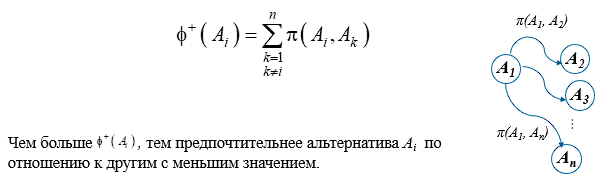 ϕ⁺(Aᵢ) = ∑ π(Aᵢ, Aₖ)
n
k=1
k≠i
π(A₁, A₂)
A₁
A₂
A₃
⋮
π(A₁, Aₙ)
Aₙ
Чем больше ϕ⁺(Aᵢ), тем предпочтительнее альтернатива Aᵢ по
отношению к другим с меньшим значением.